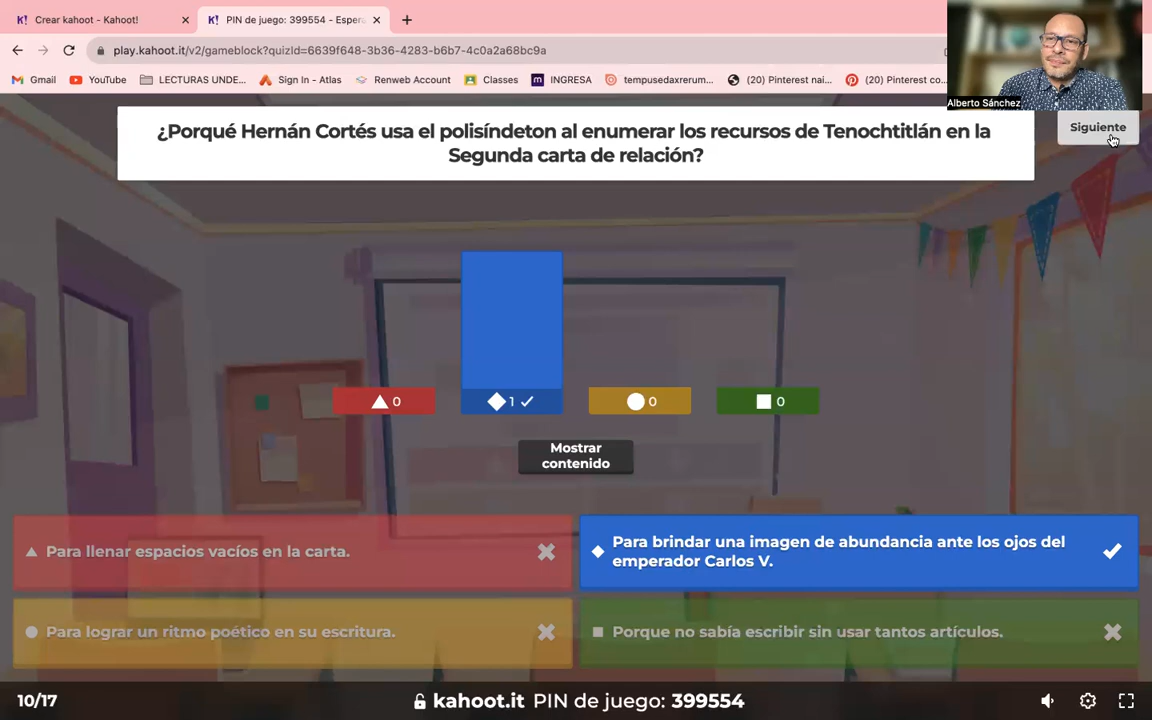 Crear kahoot - Kahoot!
PIN de juego: 399554 - Espera
play.kahoot.it/v2/gameblock?quizId=6639f648-3b36-4283-b6b7-4c0a2a68bc9a
Gmail YouTube LECTURAS UNDE... Sign In - Atlas Renweb Account Classes INGRESA tempusedaxrerum... (20) Pinterest nai... (20) Pinterest co...
Alberto Sánchez
¿Porqué Hernán Cortés usa el polisíndeton al enumerar los recursos de Tenochtitlán en la
Segunda carta de relación?
Siguiente
0 1 0 0
Mostrar
contenido
Para llenar espacios vacíos en la carta.
Para brindar una imagen de abundancia ante los ojos del
emperador Carlos V.
Para lograr un ritmo poético en su escritura.
Porque no sabía escribir sin usar tantos artículos.
10/17
kahoot.it PIN de juego: 399554